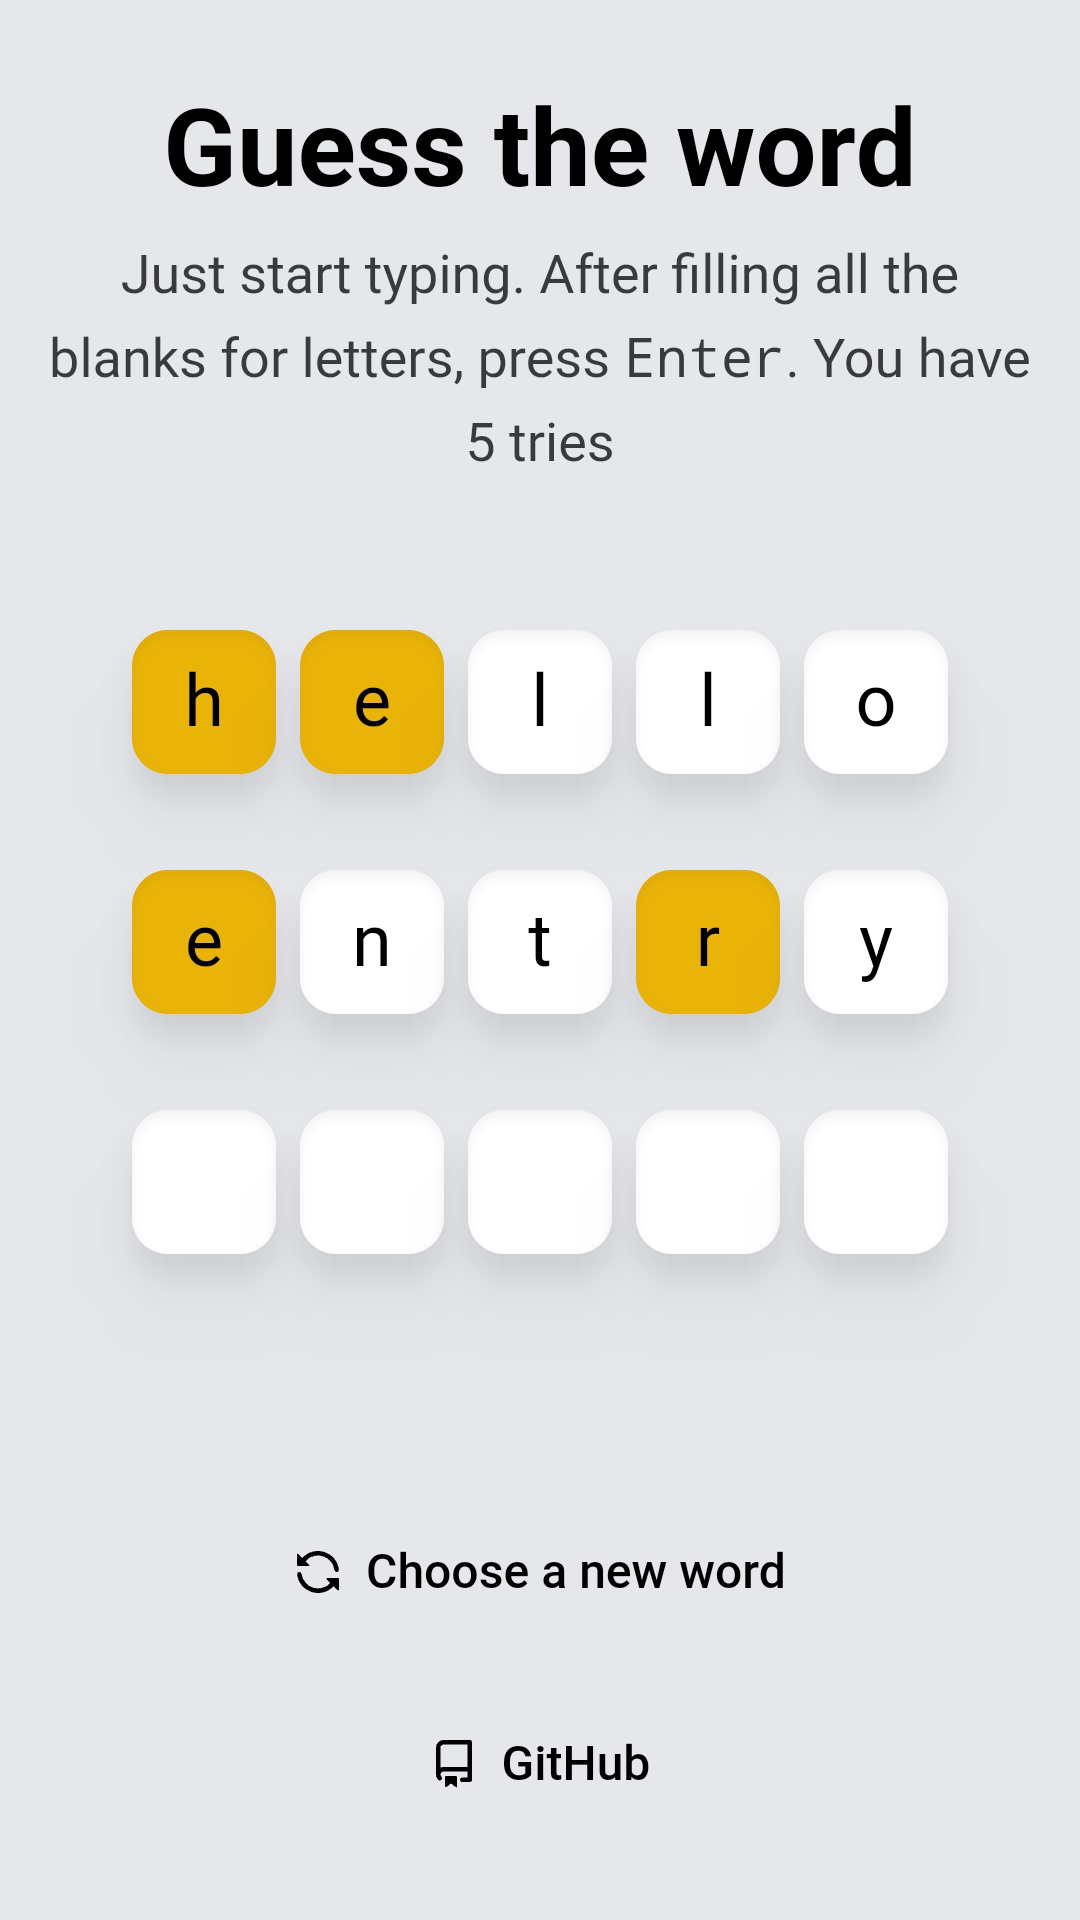 Guess the word
Just start typing. After filling all the
blanks for letters, press Enter. You have
5 tries
h e l l o
e n t r y
Choose a new word
GitHub